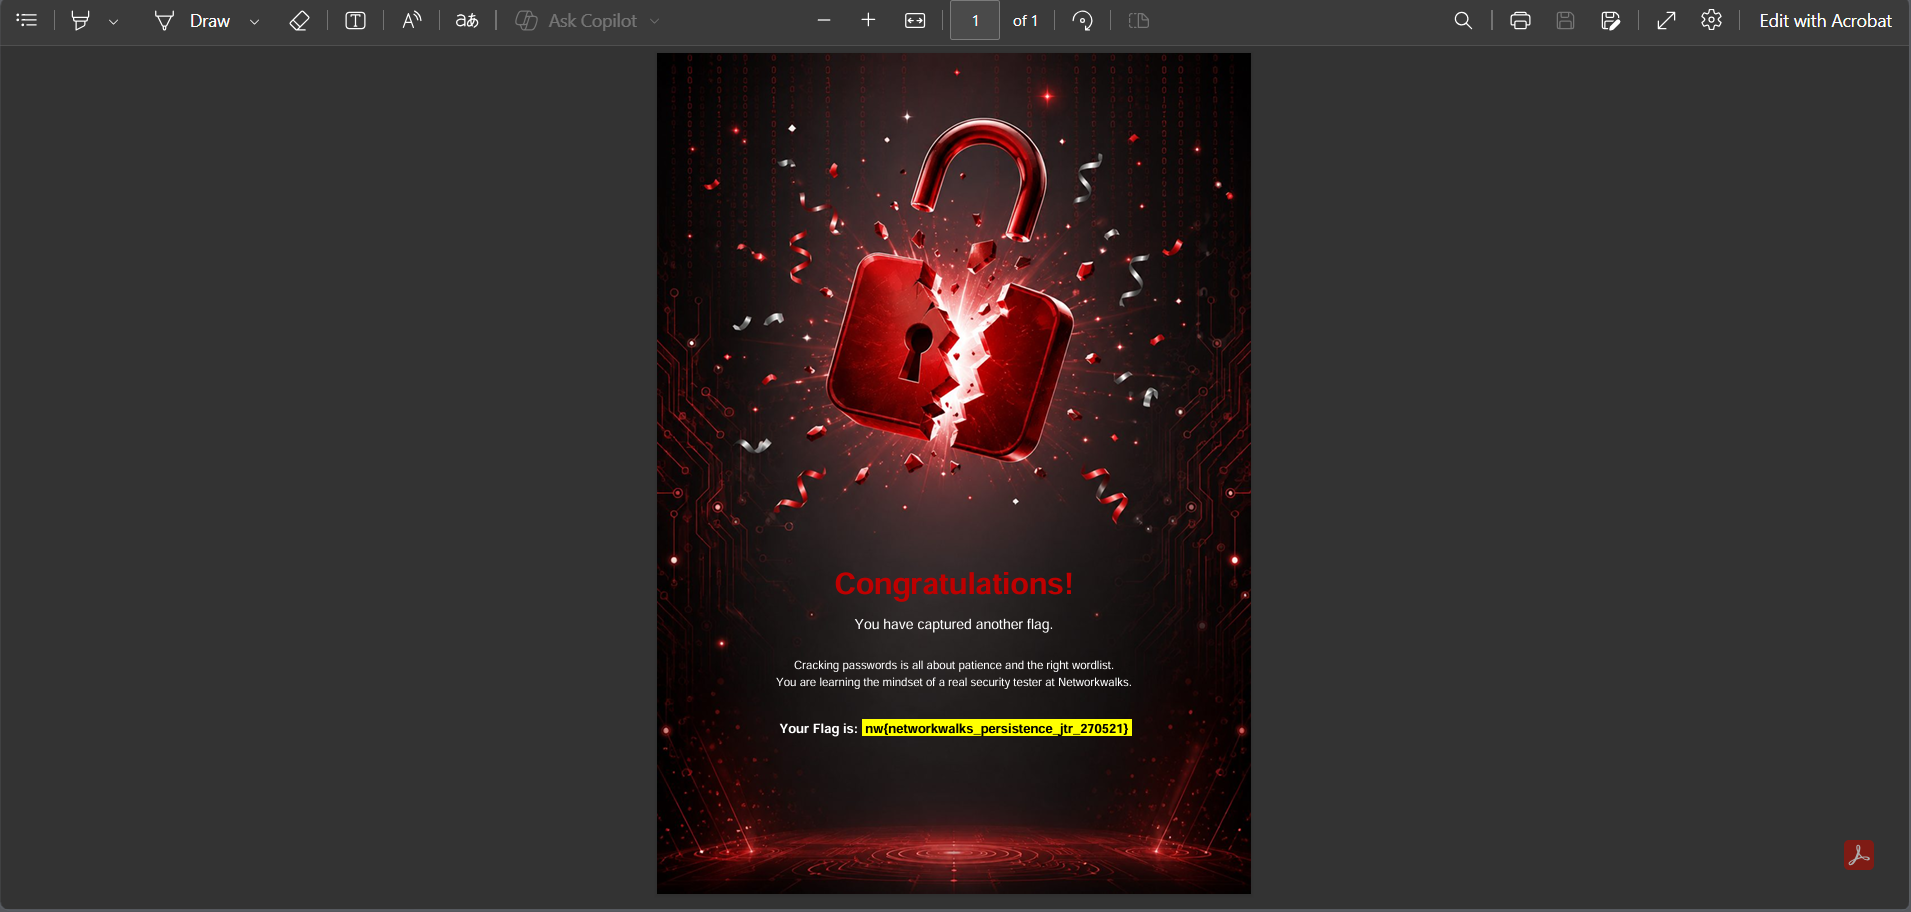 Draw
Ask Copilot
1
of 1
Edit with Acrobat
Congratulations!
You have captured another flag.
Cracking passwords is all about patience and the right wordlist.
You are learning the mindset of a real security tester at Networkwalks.
Your Flag is: nw{networkwalks_persistence_jtr_270521}